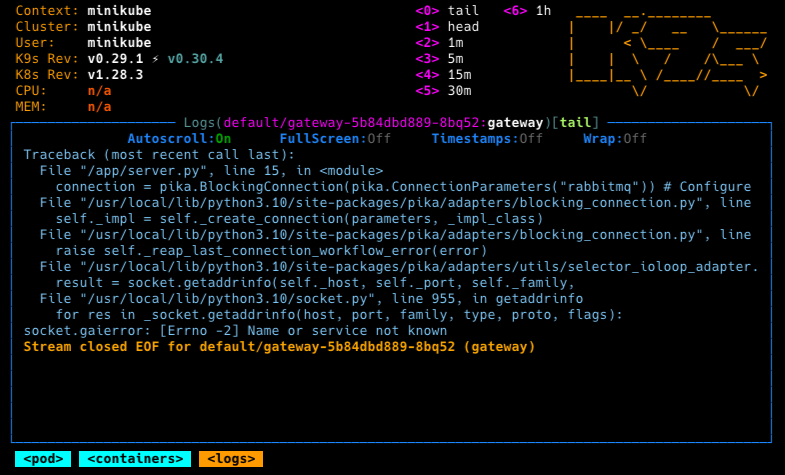 Context: minikube <0> tail <6> 1h
Cluster: minikube <1> head
User: minikube <2> 1m
K9s Rev: v0.29.1 ⚡ v0.30.4 <3> 5m
K8s Rev: v1.28.3 <4> 15m
CPU: n/a <5> 30m
MEM: n/a
Logs(default/gateway-5b84dbd889-8bq52:gateway)[tail]
Autoscroll:On FullScreen:Off Timestamps:Off Wrap:Off
Traceback (most recent call last):
File "/app/server.py", line 15, in <module>
connection = pika.BlockingConnection(pika.ConnectionParameters("rabbitmq")) # Configure
File "/usr/local/lib/python3.10/site-packages/pika/adapters/blocking_connection.py", line
self._impl = self._create_connection(parameters, _impl_class)
File "/usr/local/lib/python3.10/site-packages/pika/adapters/blocking_connection.py", line
raise self._reap_last_connection_workflow_error(error)
File "/usr/local/lib/python3.10/site-packages/pika/adapters/utils/selector_ioloop_adapter.
result = socket.getaddrinfo(self._host, self._port, self._family,
File "/usr/local/lib/python3.10/socket.py", line 955, in getaddrinfo
for res in _socket.getaddrinfo(host, port, family, type, proto, flags):
socket.gaierror: [Errno -2] Name or service not known
Stream closed EOF for default/gateway-5b84dbd889-8bq52 (gateway)
<pod> <containers> <logs>